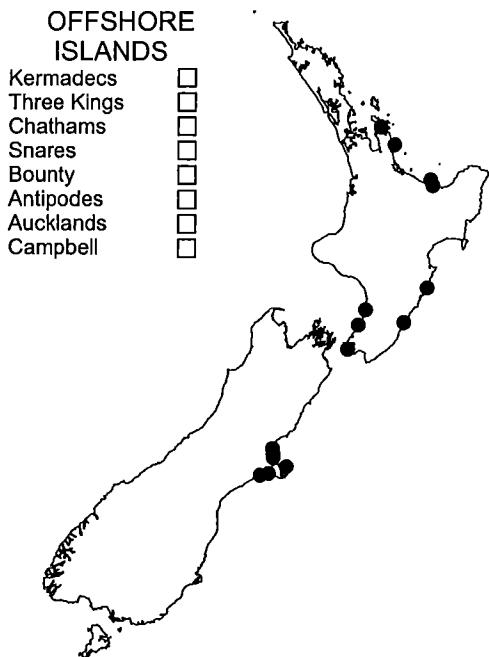 OFFSHORE
ISLANDS
Kermadecs
Three Kings
Chathams
Snares
Bounty
Antipodes
Aucklands
Campbell